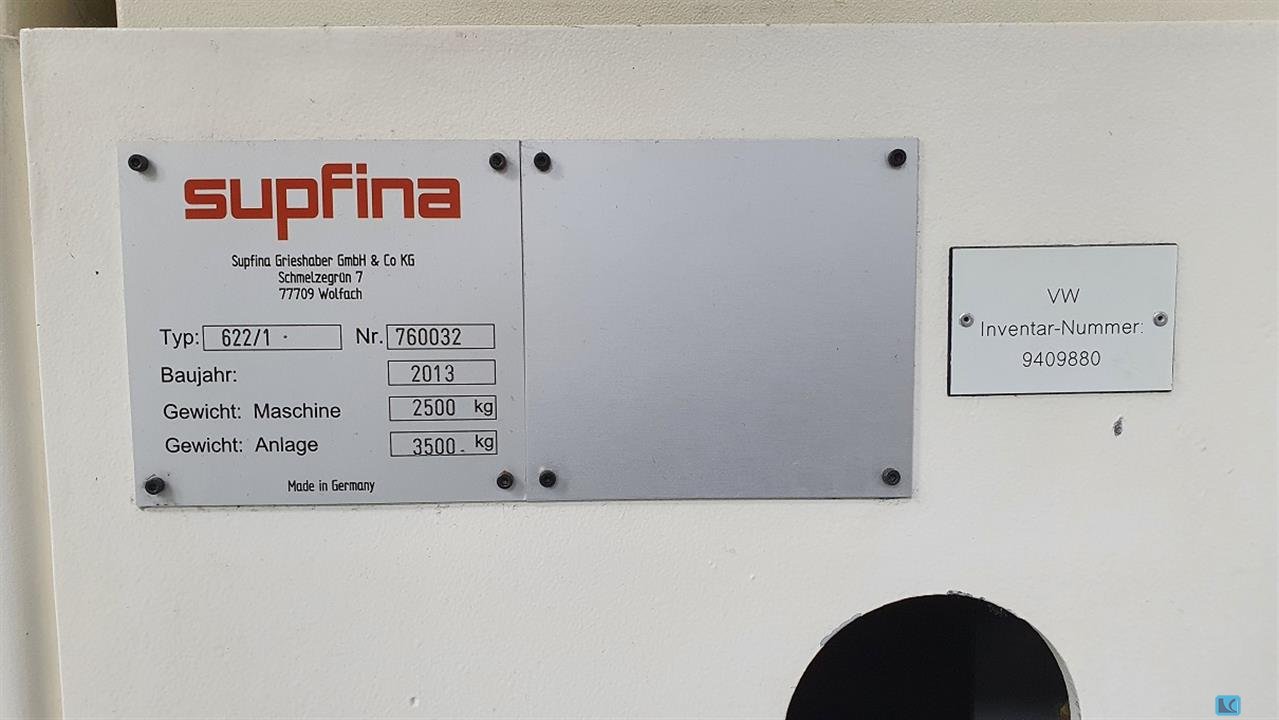 supfina
Supfina Grieshaber GmbH & Co KG
Schmelzegrün 7
77709 Wolfach
Typ: 622/1 · Nr. 760032
Baujahr: 2013
Gewicht: Maschine 2500 kg
Gewicht: Anlage 3500 kg
Made in Germany
VW
Inventar-Nummer:
9409880